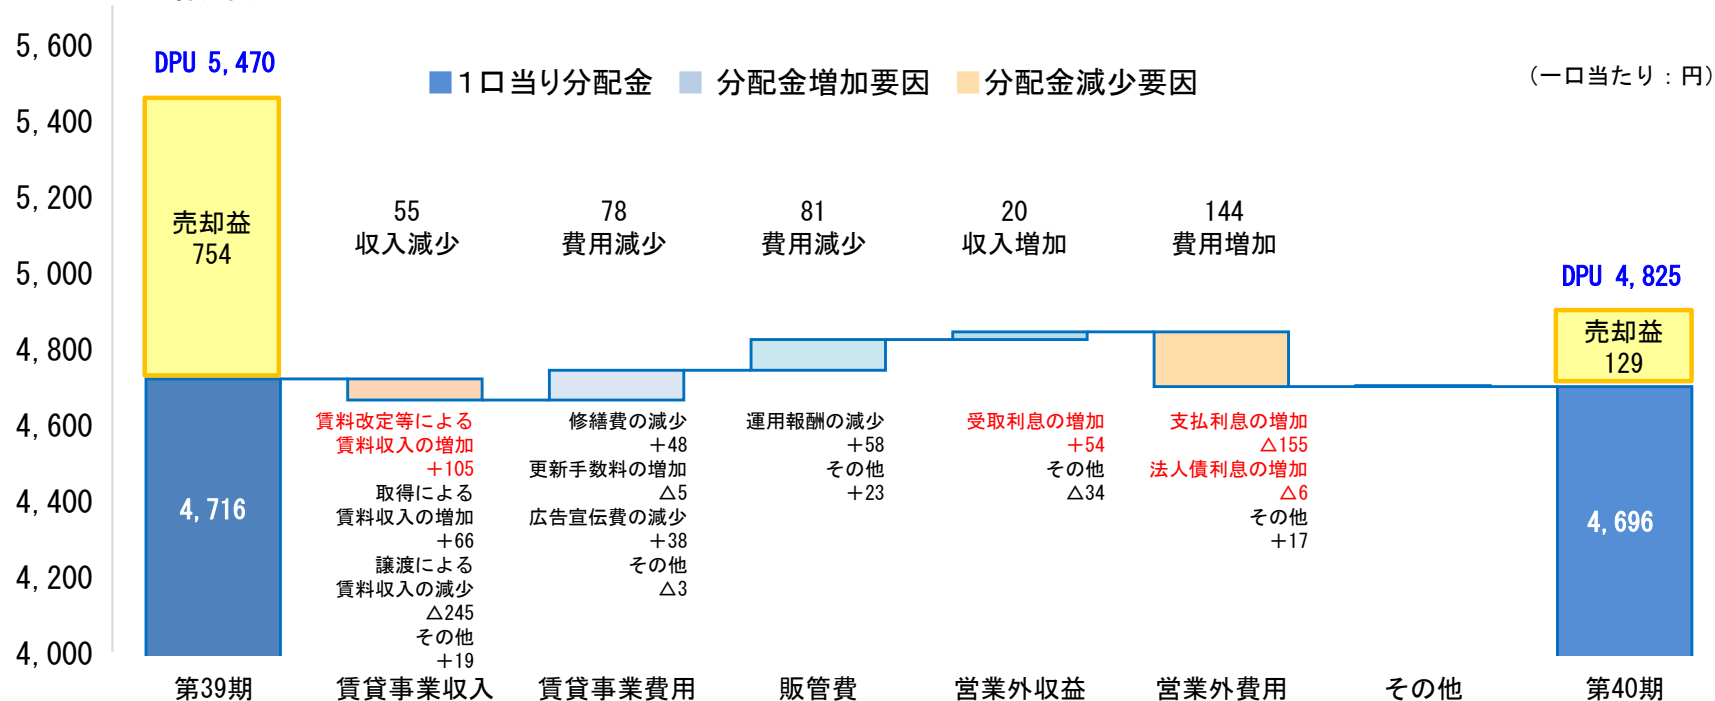 5,600
5,400
5,200
5,000
4,800
4,600
4,400
4,200
4,000
DPU 5,470
1口当り分配金
分配金増加要因
分配金減少要因
(一口当たり：円)
売却益
754
4,716
55
収入減少
78
費用減少
81
費用減少
20
収入増加
144
費用増加
DPU 4,825
売却益
129
4,696
賃料改定等による
賃料収入の増加
+105
取得による
賃料収入の増加
+66
譲渡による
賃料収入の減少
△245
その他
+19
修繕費の減少
+48
更新手数料の増加
△5
広告宣伝費の減少
+38
その他
△3
運用報酬の減少
+58
その他
+23
受取利息の増加
+54
その他
△34
支払利息の増加
△155
法人債利息の増加
△6
その他
+17
第39期
賃貸事業収入
賃貸事業費用
販管費
営業外収益
営業外費用
その他
第40期